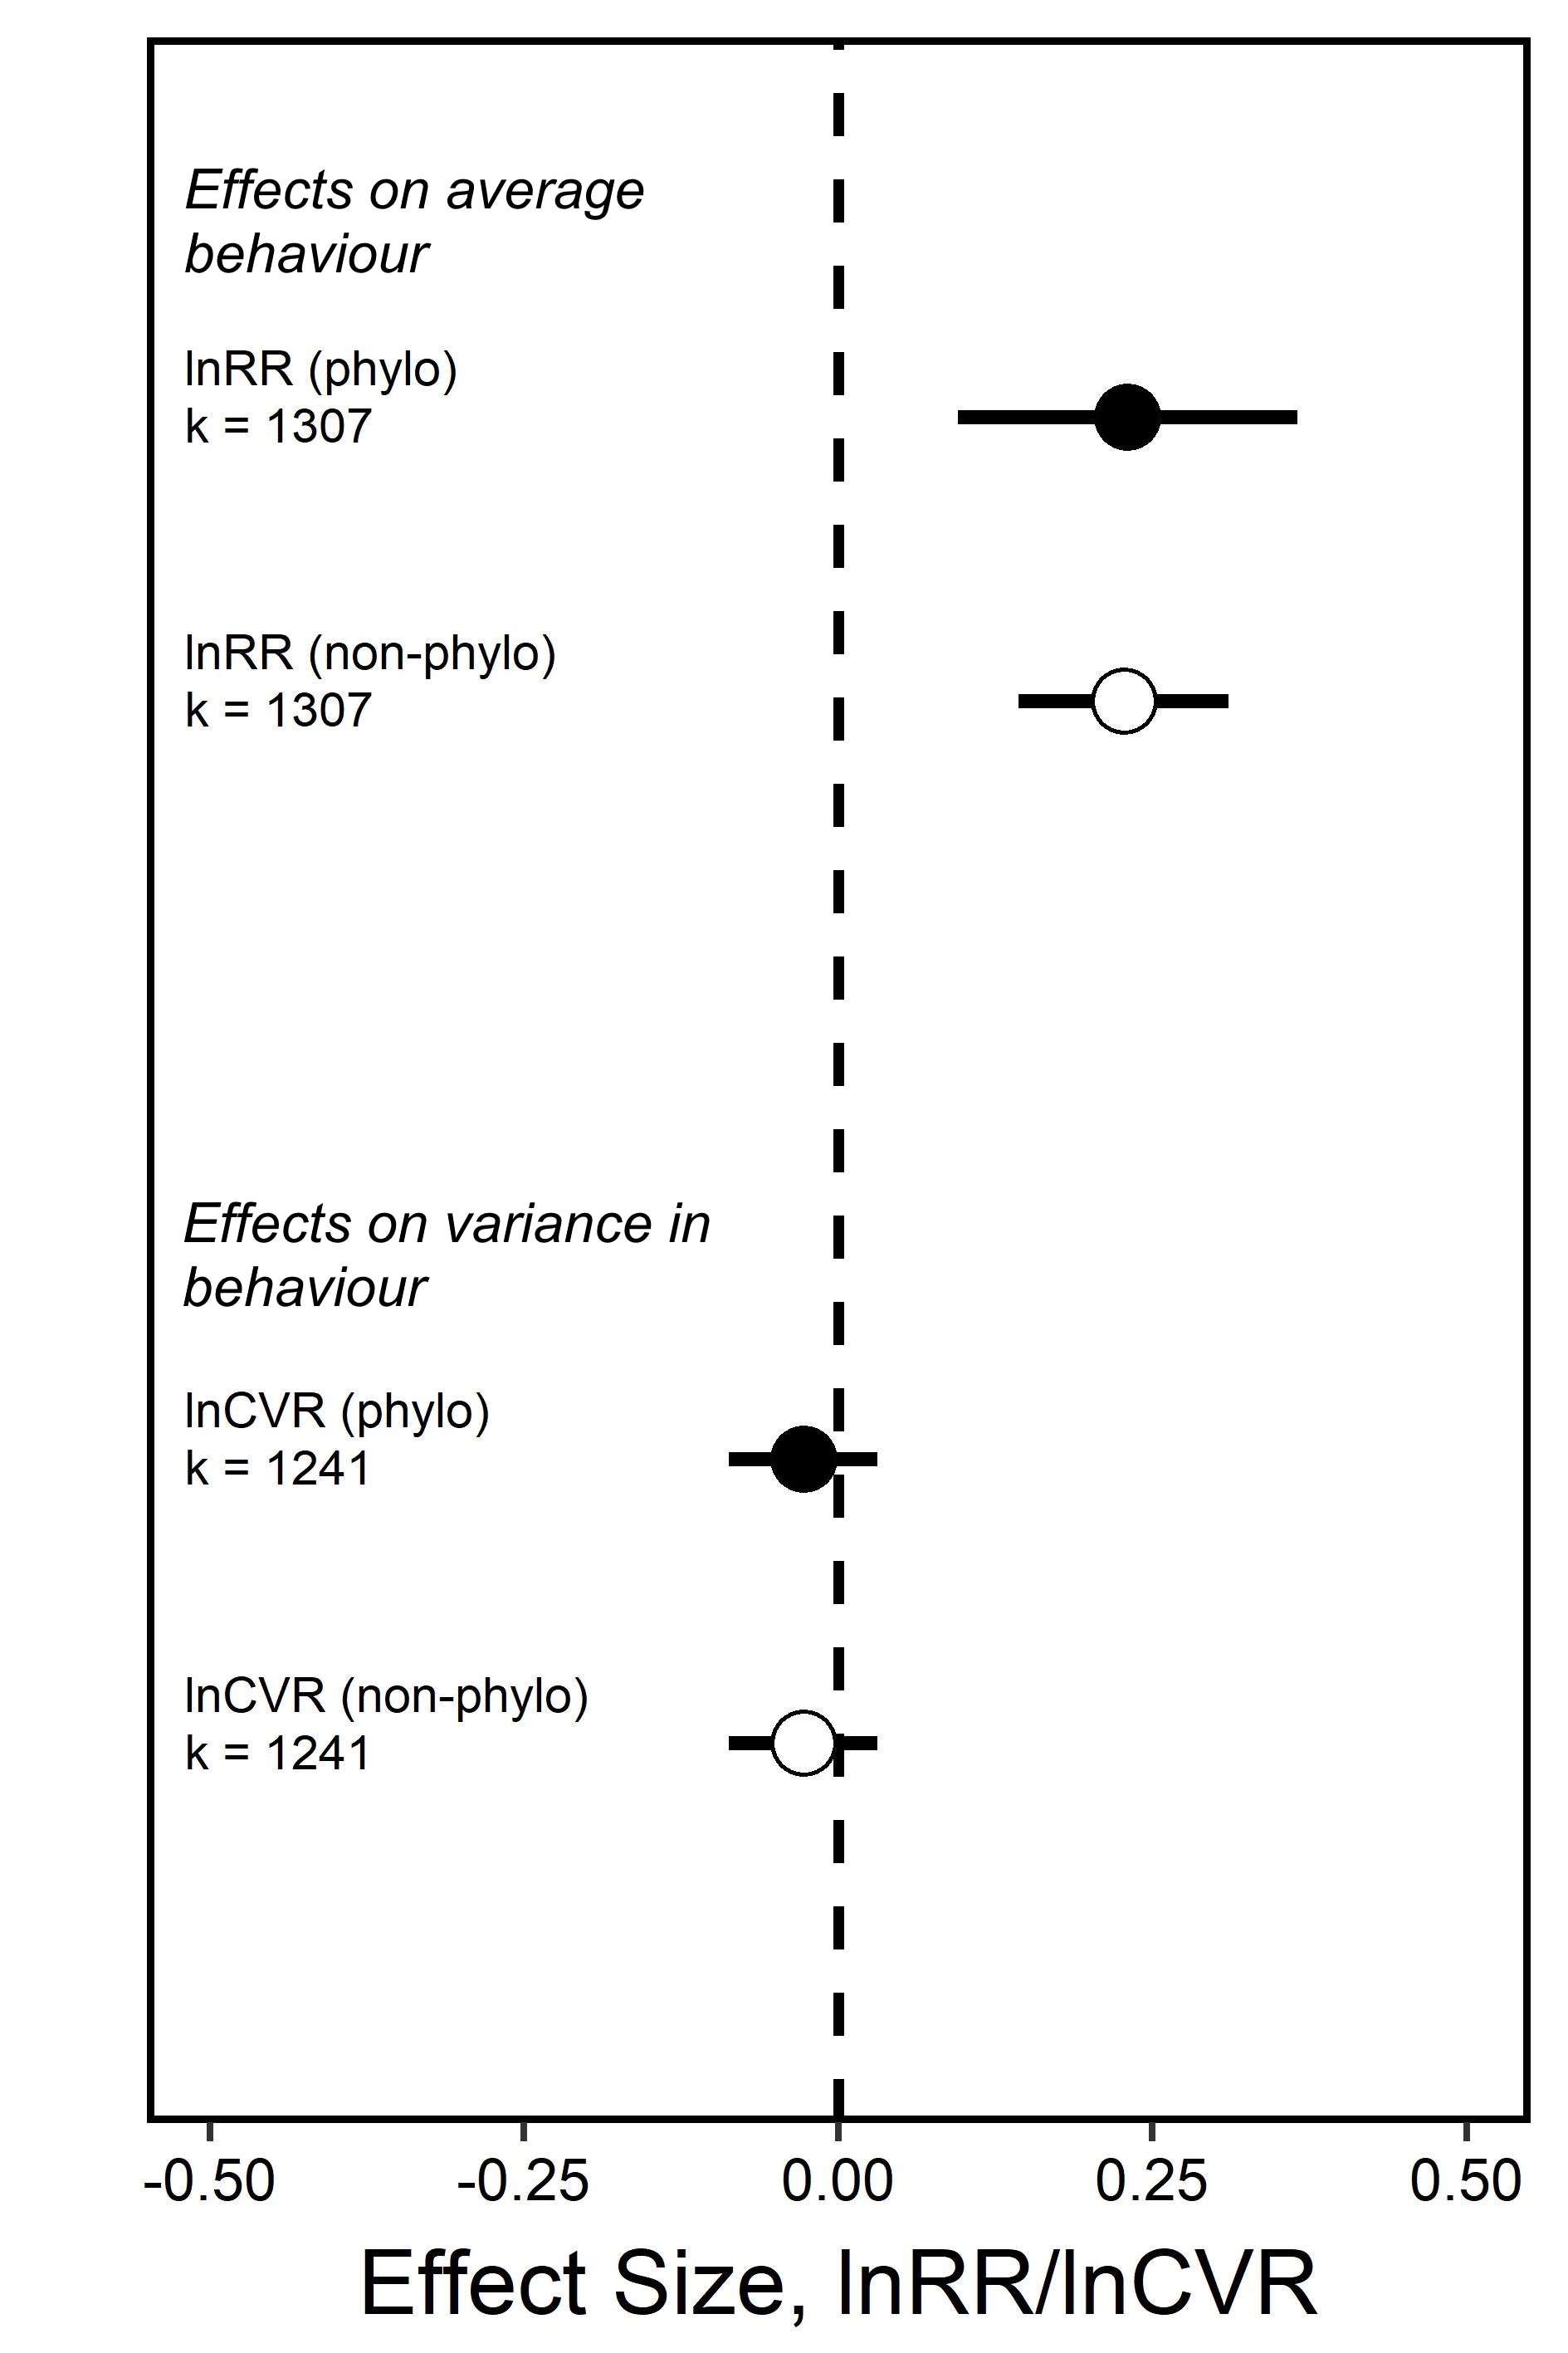 Effects on average
behaviour
lnRR (phylo)
k = 1307
lnRR (non-phylo)
k = 1307
Effects on variance in
behaviour
lnCVR (phylo)
k = 1241
lnCVR (non-phylo)
k = 1241
-0.50 -0.25 0.00 0.25 0.50
Effect Size, lnRR/lnCVR